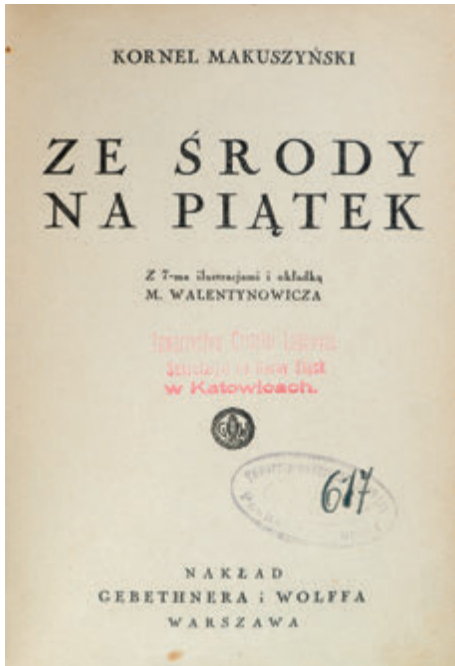 KORNEL MAKUSZYŃSKI
ZE ŚRODY
NA PIĄTEK
Z 7-ma ilustracjami i okładką
M. WALENTYNOWICZA
w Katowicach.
617
NAKŁAD
GEBETHNERA i WOLFFA
WARSZAWA